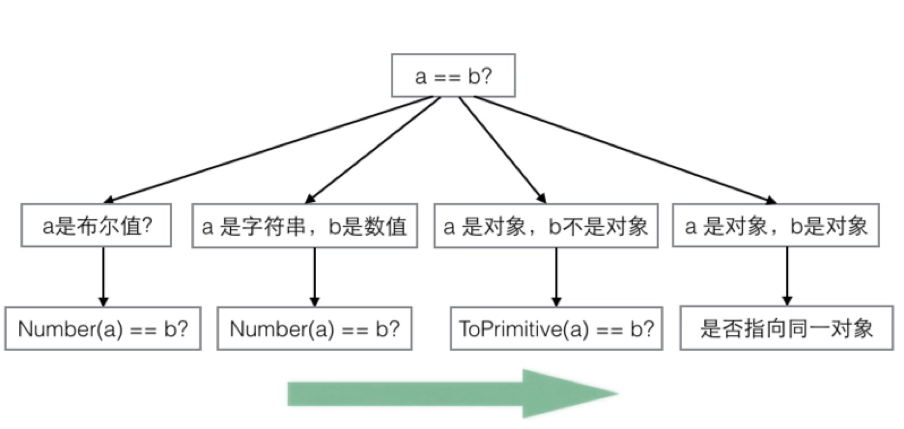 a == b?
a是布尔值?
a 是字符串，b是数值
a 是对象，b不是对象
a 是对象，b是对象
Number(a) == b?
Number(a) == b?
ToPrimitive(a) == b?
是否指向同一对象